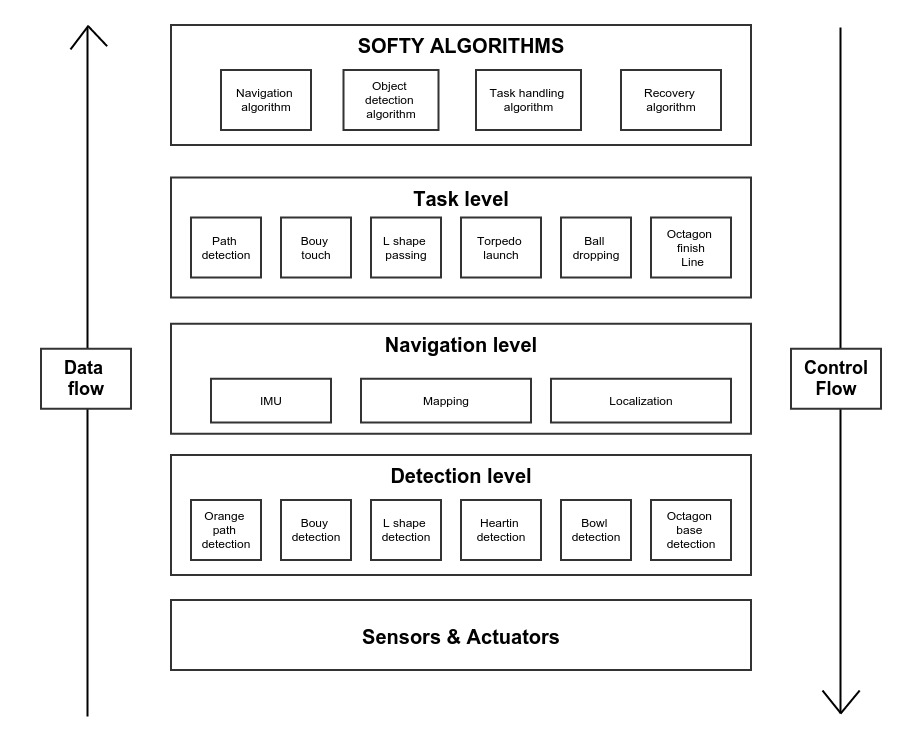 SOFTY ALGORITHMS
Navigation
algorithm
Object
detection
algorithm
Task handling
algorithm
Recovery
algorithm
Task level
Path
detection
Bouy
touch
L shape
passing
Torpedo
launch
Ball
dropping
Octagon
finish
Line
Data
flow
Control
Flow
Navigation level
IMU
Mapping
Localization
Detection level
Orange
path
detection
Bouy
detection
L shape
detection
Heartin
detection
Bowl
detection
Octagon
base
detection
Sensors & Actuators